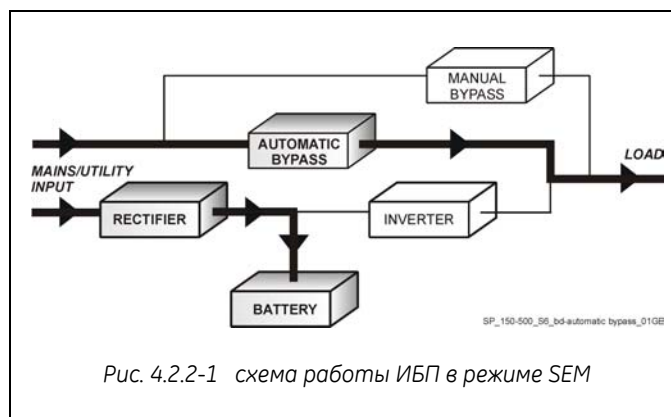 MANUAL
BYPASS
AUTOMATIC
BYPASS
LOAD
MAINS/UTILITY
INPUT
RECTIFIER
INVERTER
BATTERY
SP_150-500_S6_bd-automatic bypass_01GB
Рис. 4.2.2-1 схема работы ИБП в режиме SEM